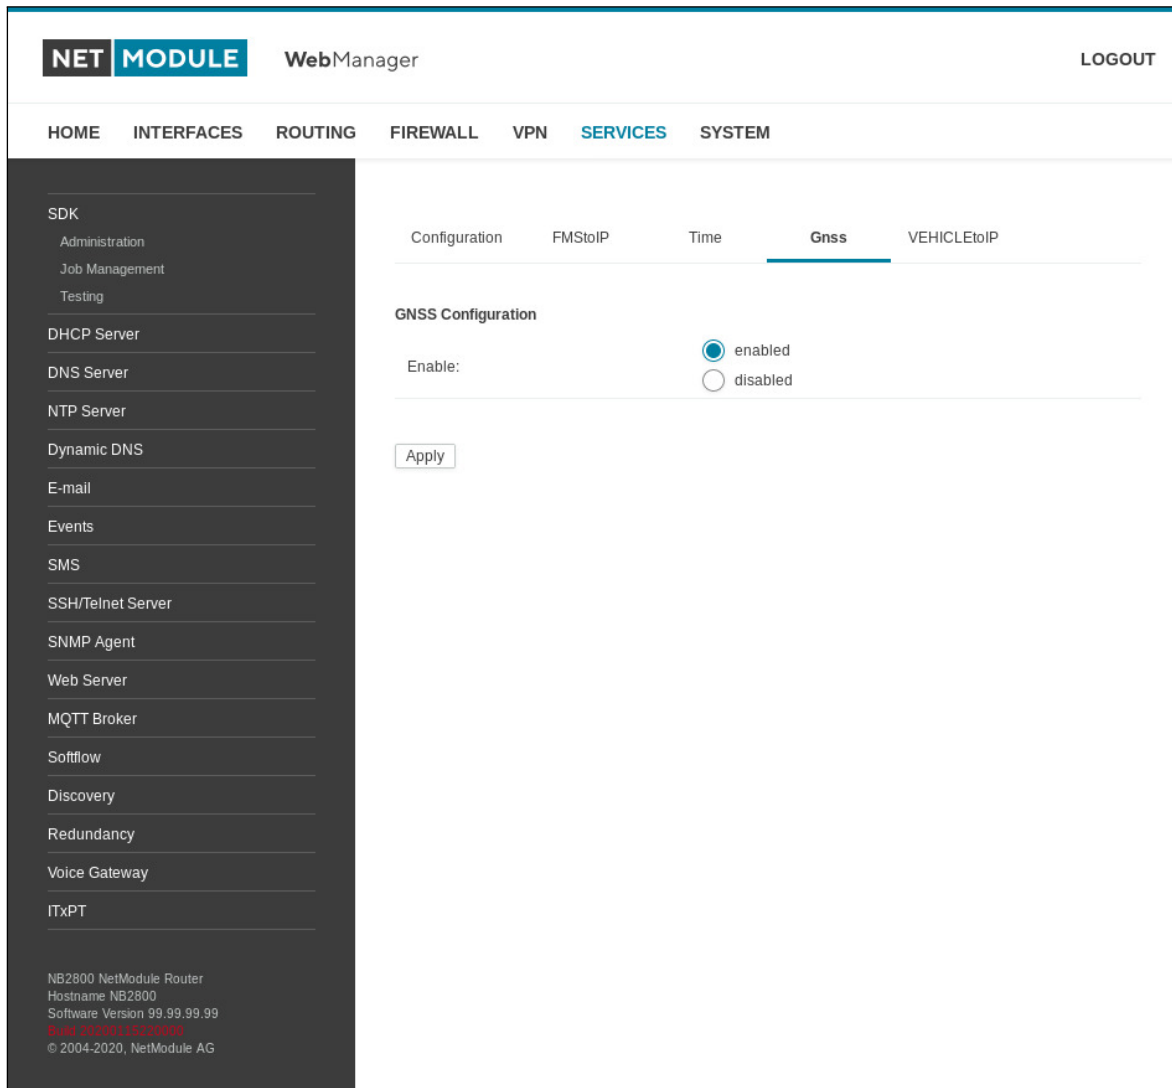 NET MODULE WebManager LOGOUT
HOME INTERFACES ROUTING FIREWALL VPN SERVICES SYSTEM
SDK
Administration
Job Management
Testing
DHCP Server
DNS Server
NTP Server
Dynamic DNS
E-mail
Events
SMS
SSH/Telnet Server
SNMP Agent
Web Server
MQTT Broker
Softflow
Discovery
Redundancy
Voice Gateway
ITxPT
NB2800 NetModule Router
Hostname NB2800
Software Version 99.99.99.99
Build
© 2004-2020, NetModule AG
Configuration FMStoIP Time Gnss VEHICLEtoIP
GNSS Configuration
Enable:
enabled
disabled
Apply